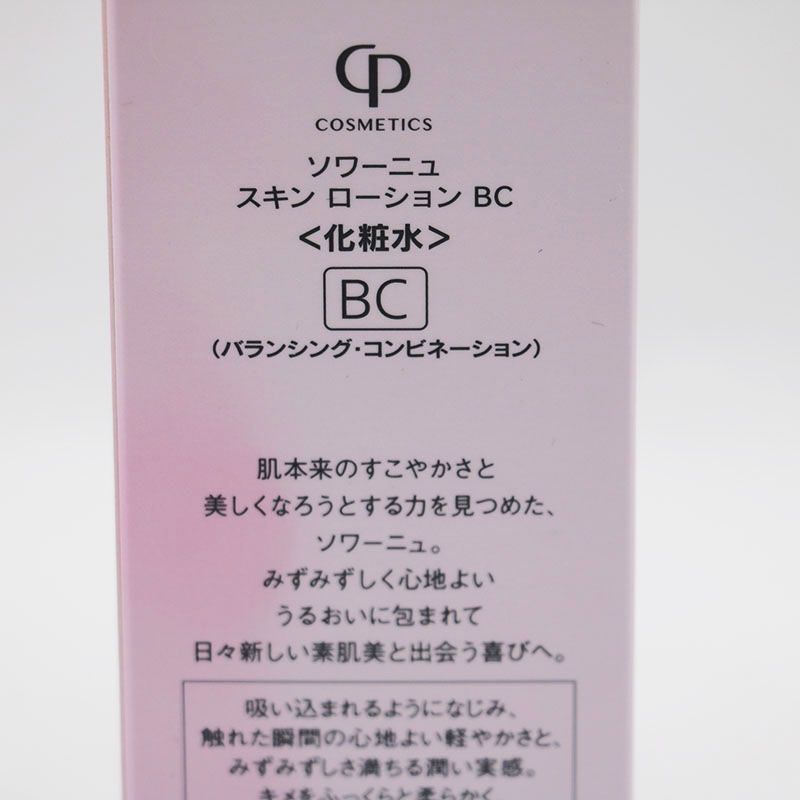 CP
COSMETICS
ソワーニュ
スキン ローション BC
<化粧水>
BC
(バランシング・コンビネーション)
肌本来のすこやかさと
美しくなろうとする力を見つめた、
ソワーニュ。
みずみずしく心地よい
うるおいに包まれて
日々新しい素肌美と出会う喜びへ。
吸い込まれるようになじみ、
触れた瞬間の心地よい軽やかさと、
みずみずしさ満ちる潤い実感。
キメをふっくらと柔らかく